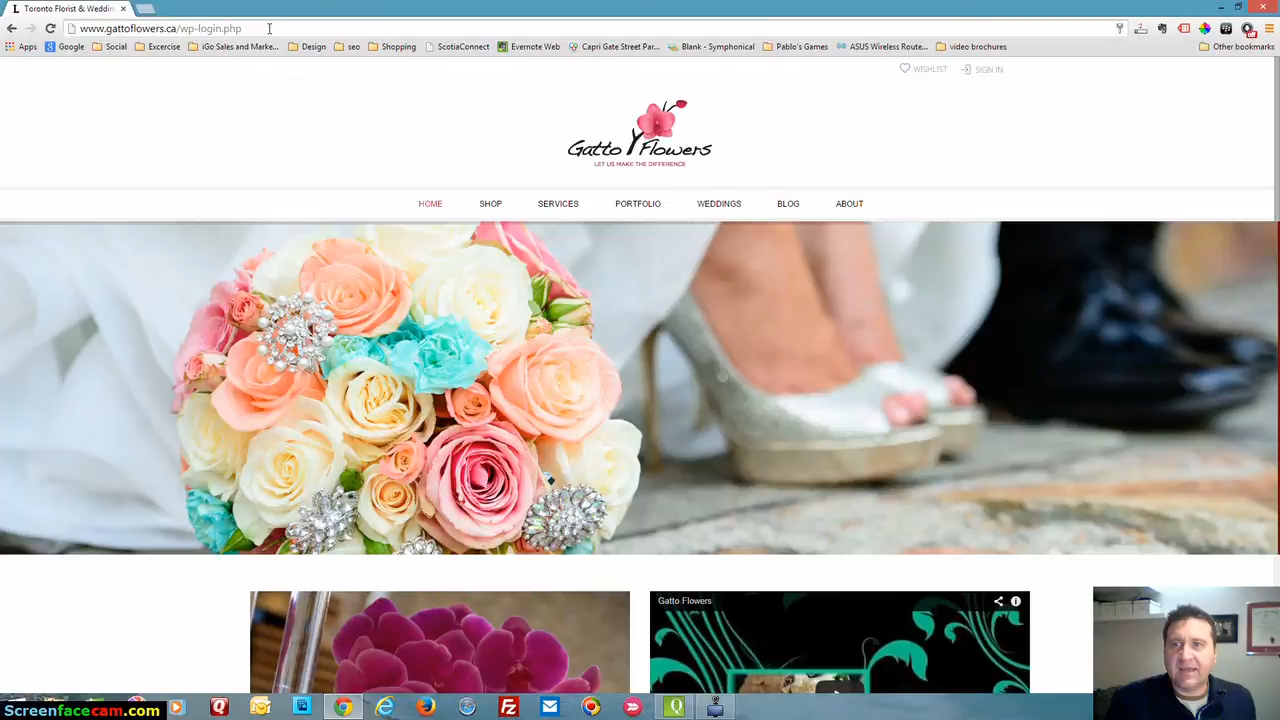 L Toronto Florist & Weddin
www.gattoflowers.ca/wp-login.php
Apps Google Social Excercise iGo Sales and Marke... Design seo Shopping ScotiaConnect Evernote Web Capri Gate Street Par... Blank - Symphonical Pablo's Games ASUS Wireless Route... video brochures Other bookmarks
WISHLIST SIGN IN
Gatto Flowers
LET US MAKE THE DIFFERENCE
HOME SHOP SERVICES PORTFOLIO WEDDINGS BLOG ABOUT
Gatto Flowers
Screenfacecam.com